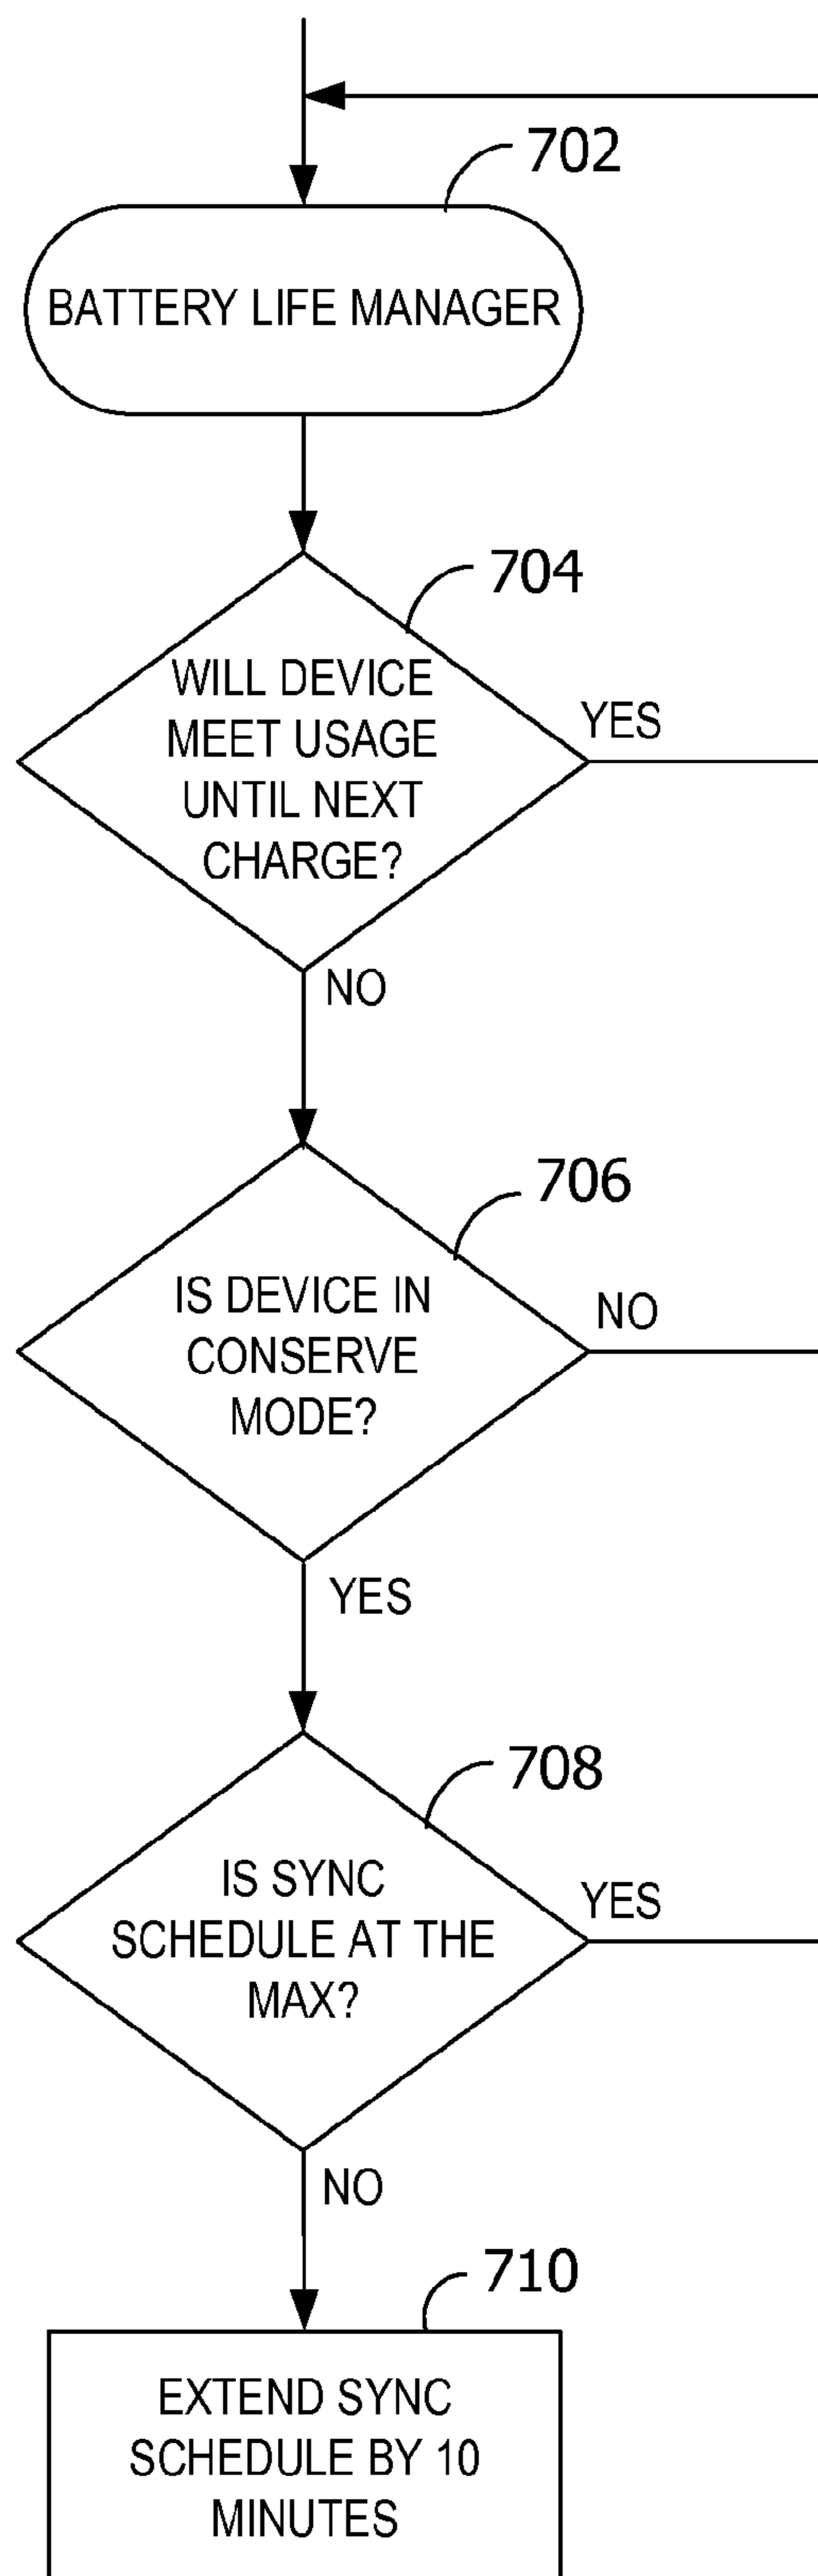 702
BATTERY LIFE MANAGER
704
WILL DEVICE
MEET USAGE
UNTIL NEXT
CHARGE?
YES
NO
706
IS DEVICE IN
CONSERVE
MODE?
NO
YES
708
IS SYNC
SCHEDULE AT THE
MAX?
YES
NO
710
EXTEND SYNC
SCHEDULE BY 10
MINUTES